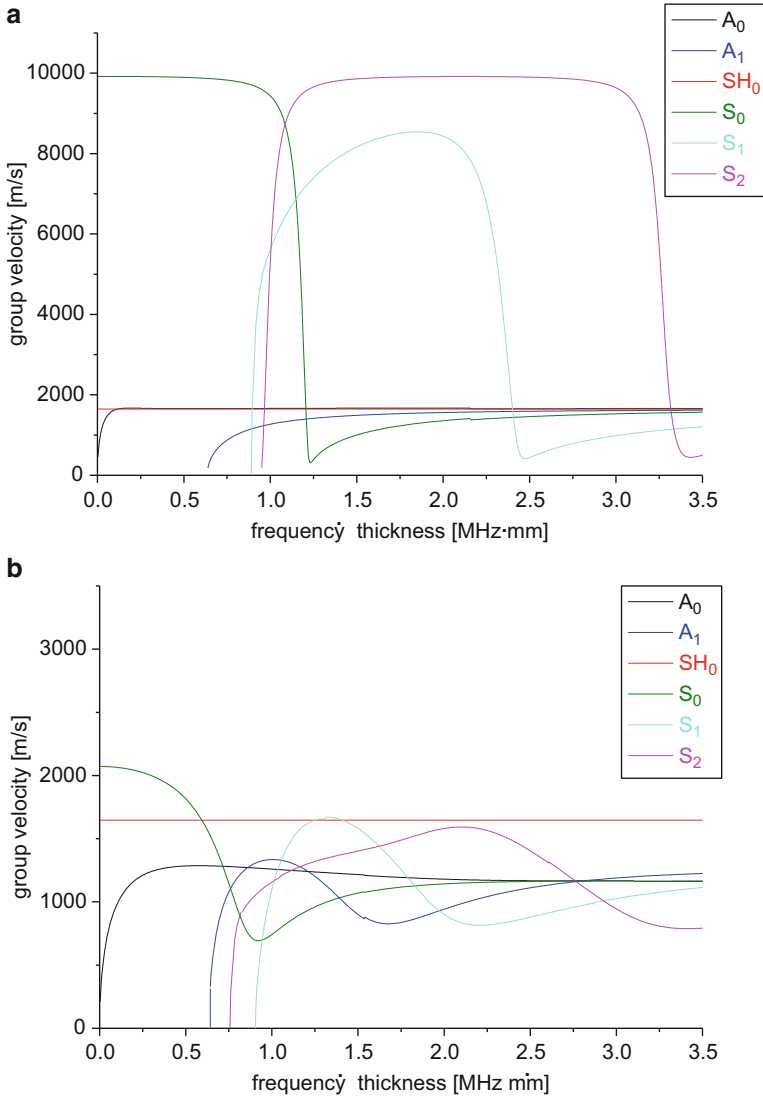 a
A₀
A₁
SH₀
S₀
S₁
S₂
10000
8000
6000
4000
2000
0
group velocity [m/s]
0.0 0.5 1.0 1.5 2.0 2.5 3.0 3.5
frequencẏ thickness [MHz·mm]
b
A₀
A₁
SH₀
S₀
S₁
S₂
3000
2000
1000
0
group velocity [m/s]
0.0 0.5 1.0 1.5 2.0 2.5 3.0 3.5
frequencẏ thickness [MHz mṁ]